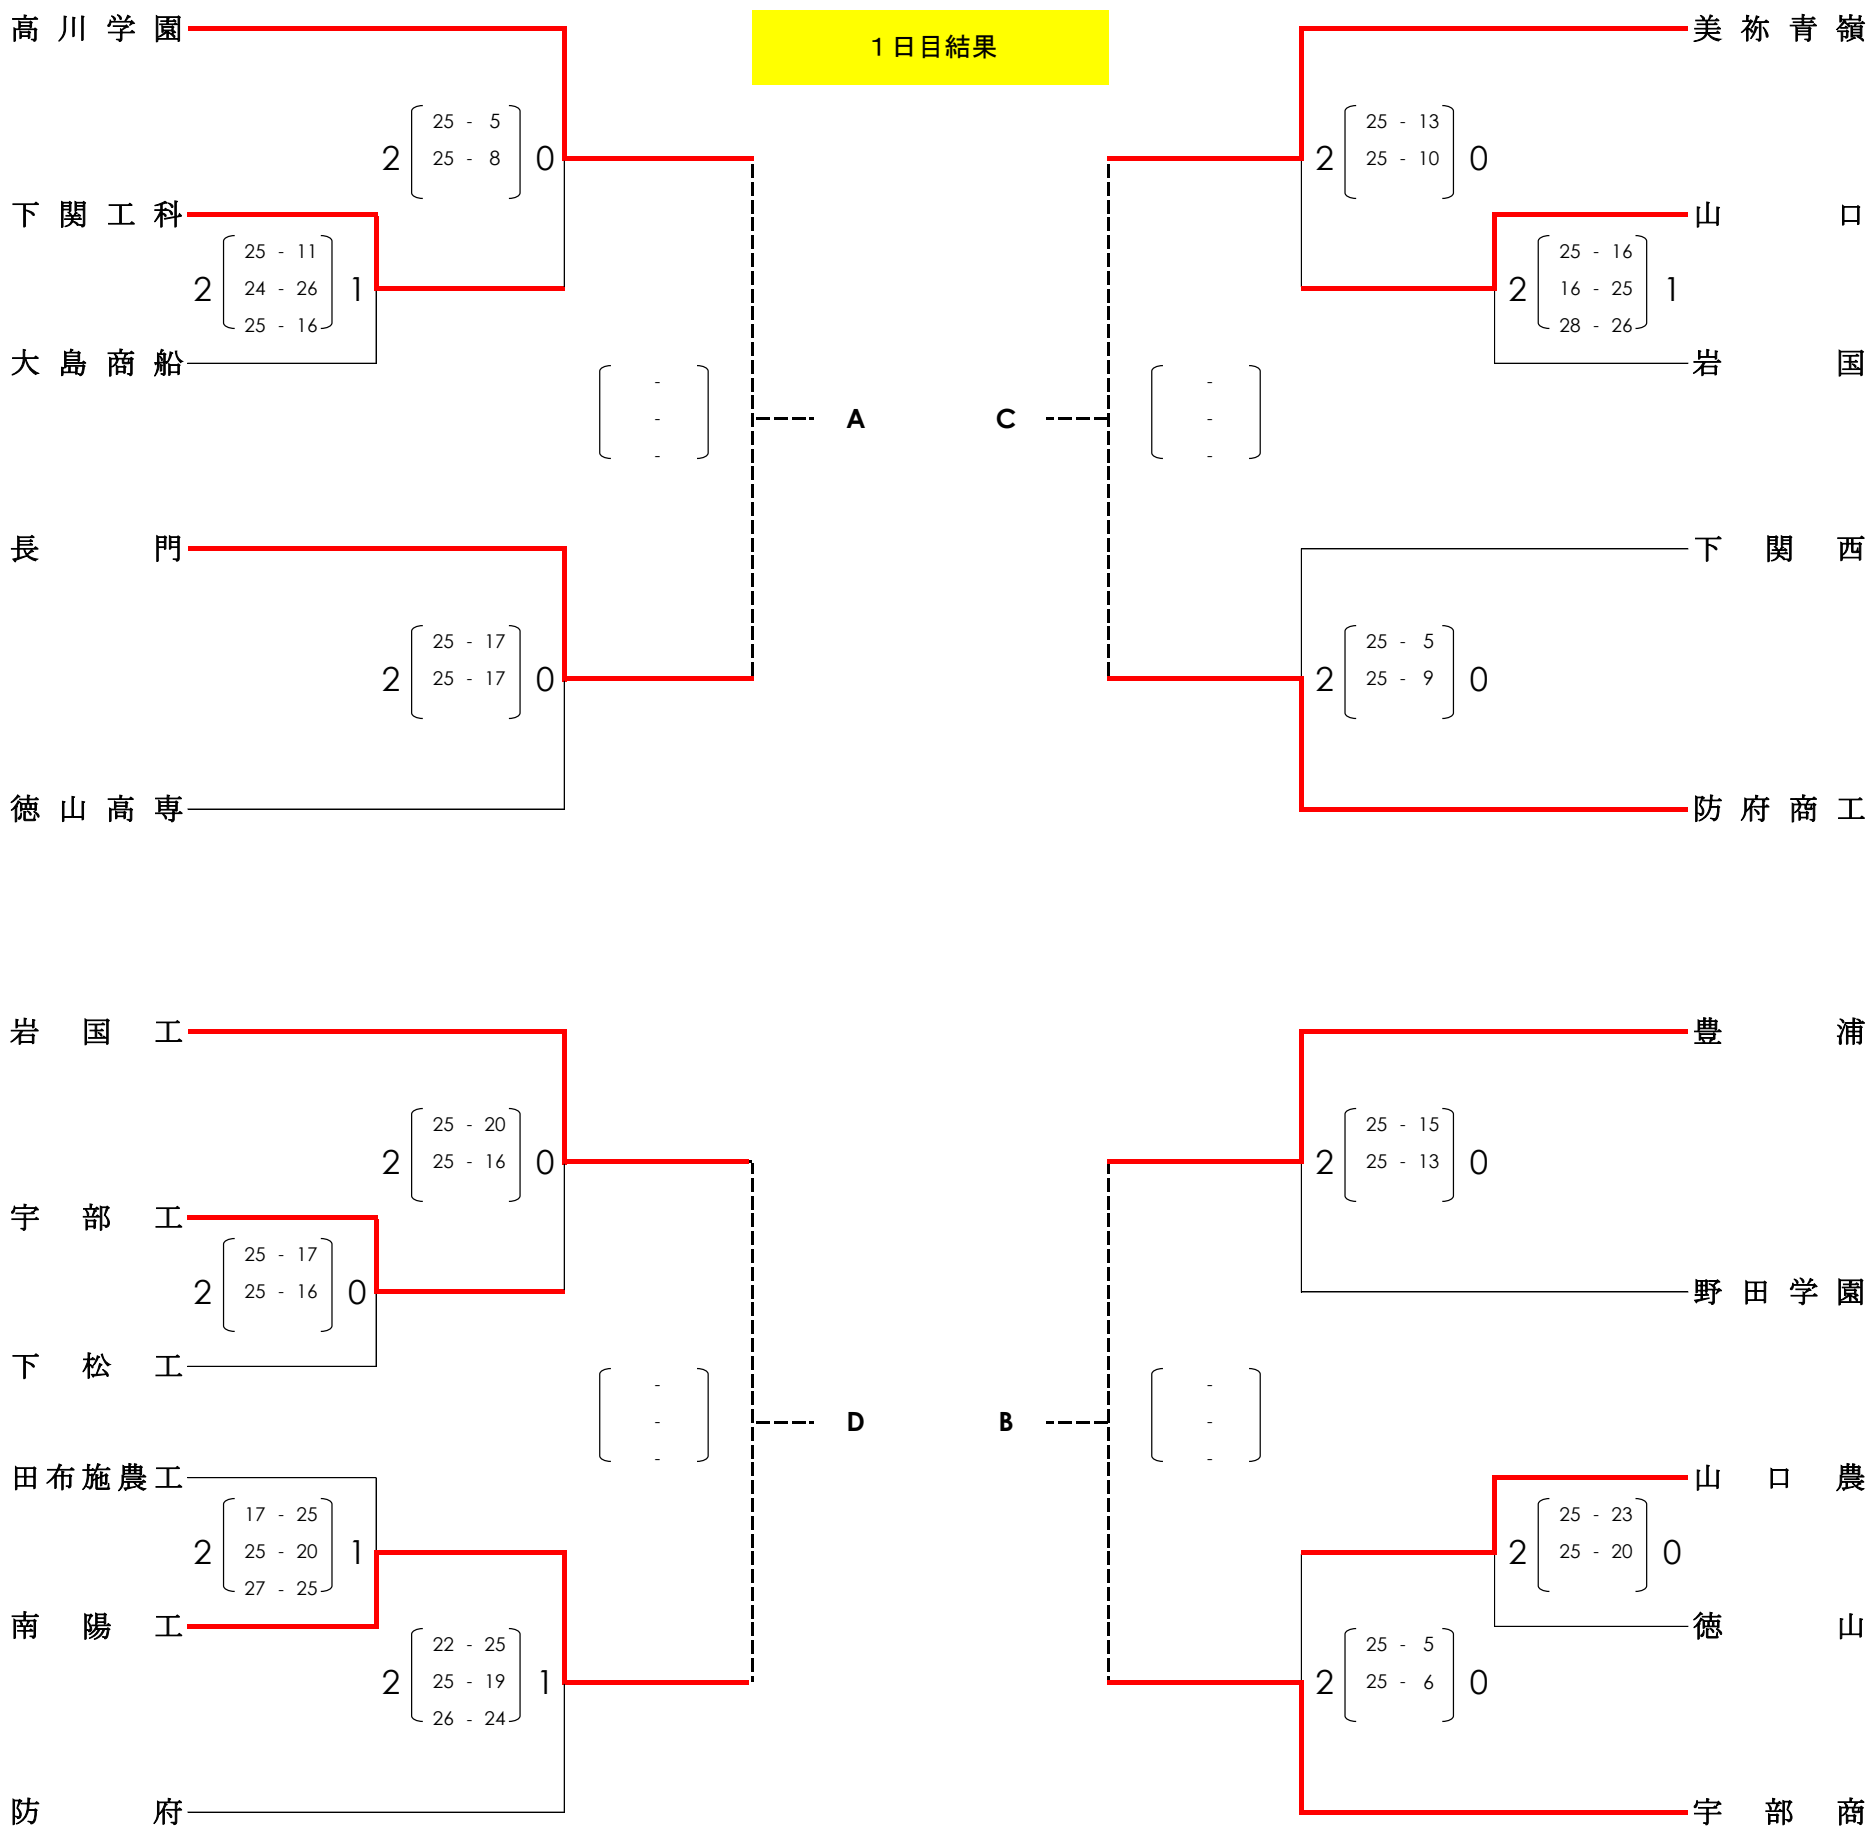 1日目結果
高川学園
2 25 - 5 0
25 - 8
下関工科
25 - 11
2 24 - 26 1
25 - 16
大島商船
-
- A
-
長門
25 - 17
2 25 - 17 0
徳山高専
美祢青嶺
25 - 13
2 25 - 10 0
山口
25 - 16
2 16 - 25 1
28 - 26
岩国
-
C -
-
下関西
25 - 5
2 25 - 9 0
防府商工
岩国工
25 - 20
2 25 - 16 0
宇部工
25 - 17
2 25 - 16 0
下松工
-
- D
-
田布施農工
17 - 25
2 25 - 20 1
27 - 25
南陽工
22 - 25
2 25 - 19 1
26 - 24
防府
豊浦
25 - 15
2 25 - 13 0
野田学園
-
B -
-
山口農
25 - 23
2 25 - 20 0
徳山
25 - 5
2 25 - 6 0
宇部商